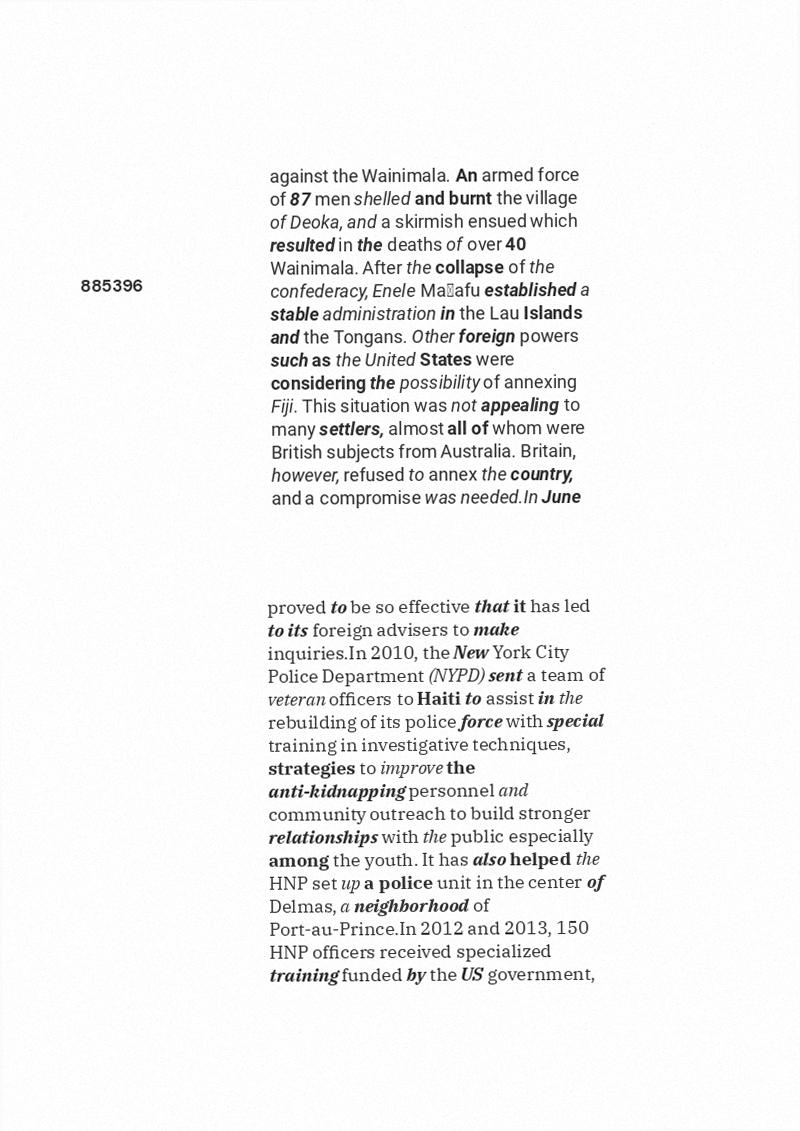 against the Wainimala. An armed force
of 87 men shelled and burnt the village
of Deoka, and a skirmish ensued which
resulted in the deaths of over 40
Wainimala. After the collapse of the
confederacy, Enele Ma▯afu established a
stable administration in the Lau Islands
and the Tongans. Other foreign powers
such as the United States were
considering the possibility of annexing
Fiji. This situation was not appealing to
many settlers, almost all of whom were
British subjects from Australia. Britain,
however, refused to annex the country,
and a compromise was needed.In June
885396
proved to be so effective that it has led
to its foreign advisers to make
inquiries.In 2010, the New York City
Police Department (NYPD) sent a team of
veteran officers to Haiti to assist in the
rebuilding of its police force with special
training in investigative techniques,
strategies to improve the
anti-kidnapping personnel and
community outreach to build stronger
relationships with the public especially
among the youth. It has also helped the
HNP set up a police unit in the center of
Delmas, a neighborhood of
Port-au-Prince.In 2012 and 2013, 150
HNP officers received specialized
training funded by the US government,